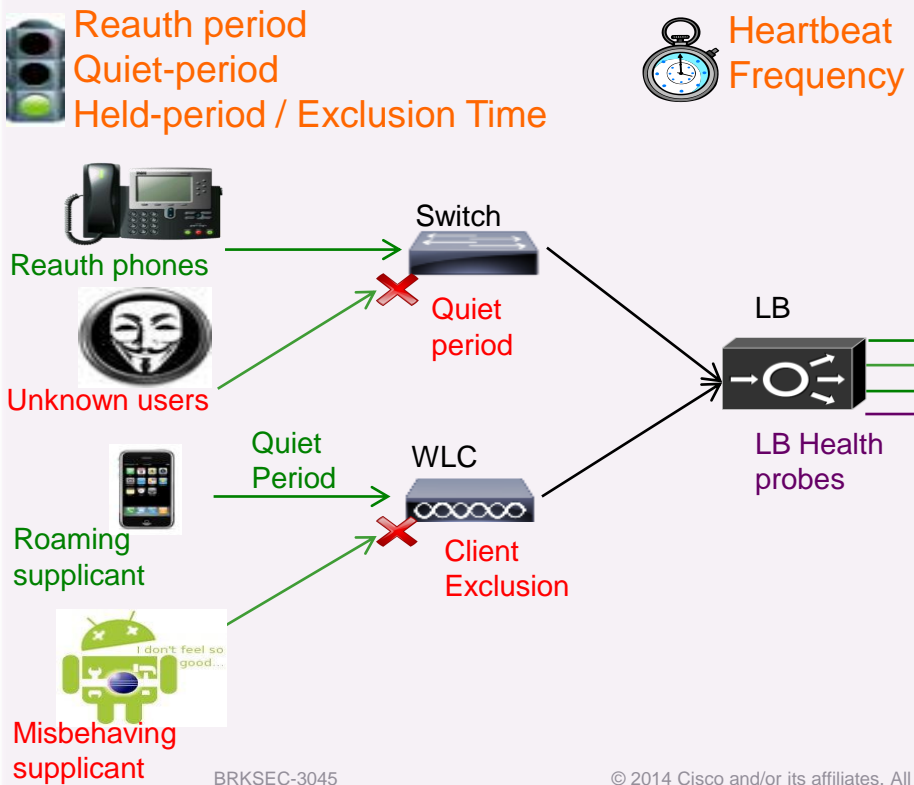 Reauth period
Quiet-period
Held-period / Exclusion Time
Heartbeat
Frequency
Switch
Reauth phones
Quiet
period
LB
Unknown users
Quiet
Period
WLC
LB Health
probes
Roaming
supplicant
Client
Exclusion
I don't feel so
good...
Misbehaving
supplicant
BRKSEC-3045
© 2014 Cisco and/or its affiliates. All